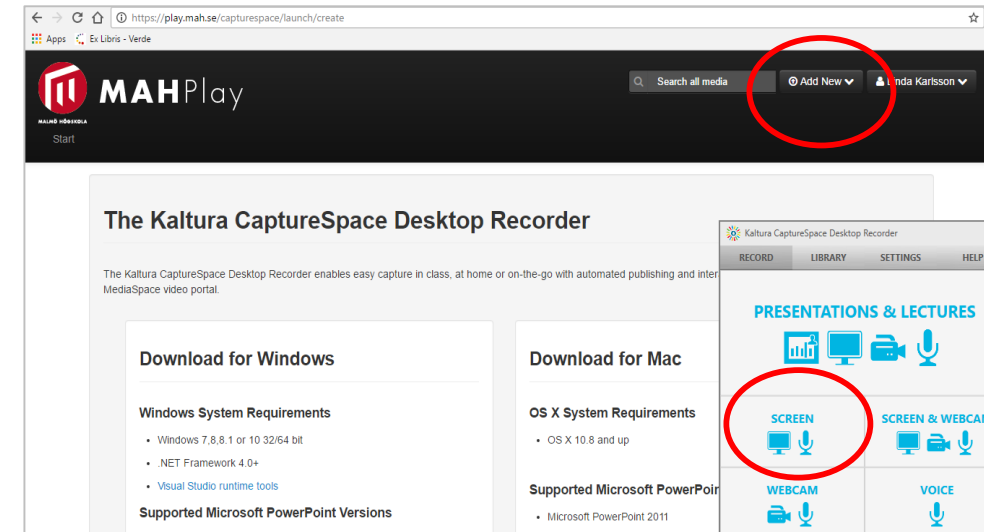 https://play.mah.se/capturespace/launch/create
Apps Ex Libris - Verde
MAHPlay
Search all media
Add New
Linda Karlsson
MALMÖ HÖGSKOLA
Start
The Kaltura CaptureSpace Desktop Recorder
The Kaltura CaptureSpace Desktop Recorder enables easy capture in class, at home or on-the-go with automated publishing and inter
MediaSpace video portal.
Download for Windows
Windows System Requirements
• Windows 7,8,8.1 or 10 32/64 bit
• .NET Framework 4.0+
• Visual Studio runtime tools
Supported Microsoft PowerPoint Versions
Download for Mac
OS X System Requirements
• OS X 10.8 and up
Supported Microsoft PowerPoin
• Microsoft PowerPoint 2011
Kaltura CaptureSpace Desktop Recorder
RECORD LIBRARY SETTINGS HELP
PRESENTATIONS & LECTURES
SCREEN
SCREEN & WEBCAM
WEBCAM
VOICE